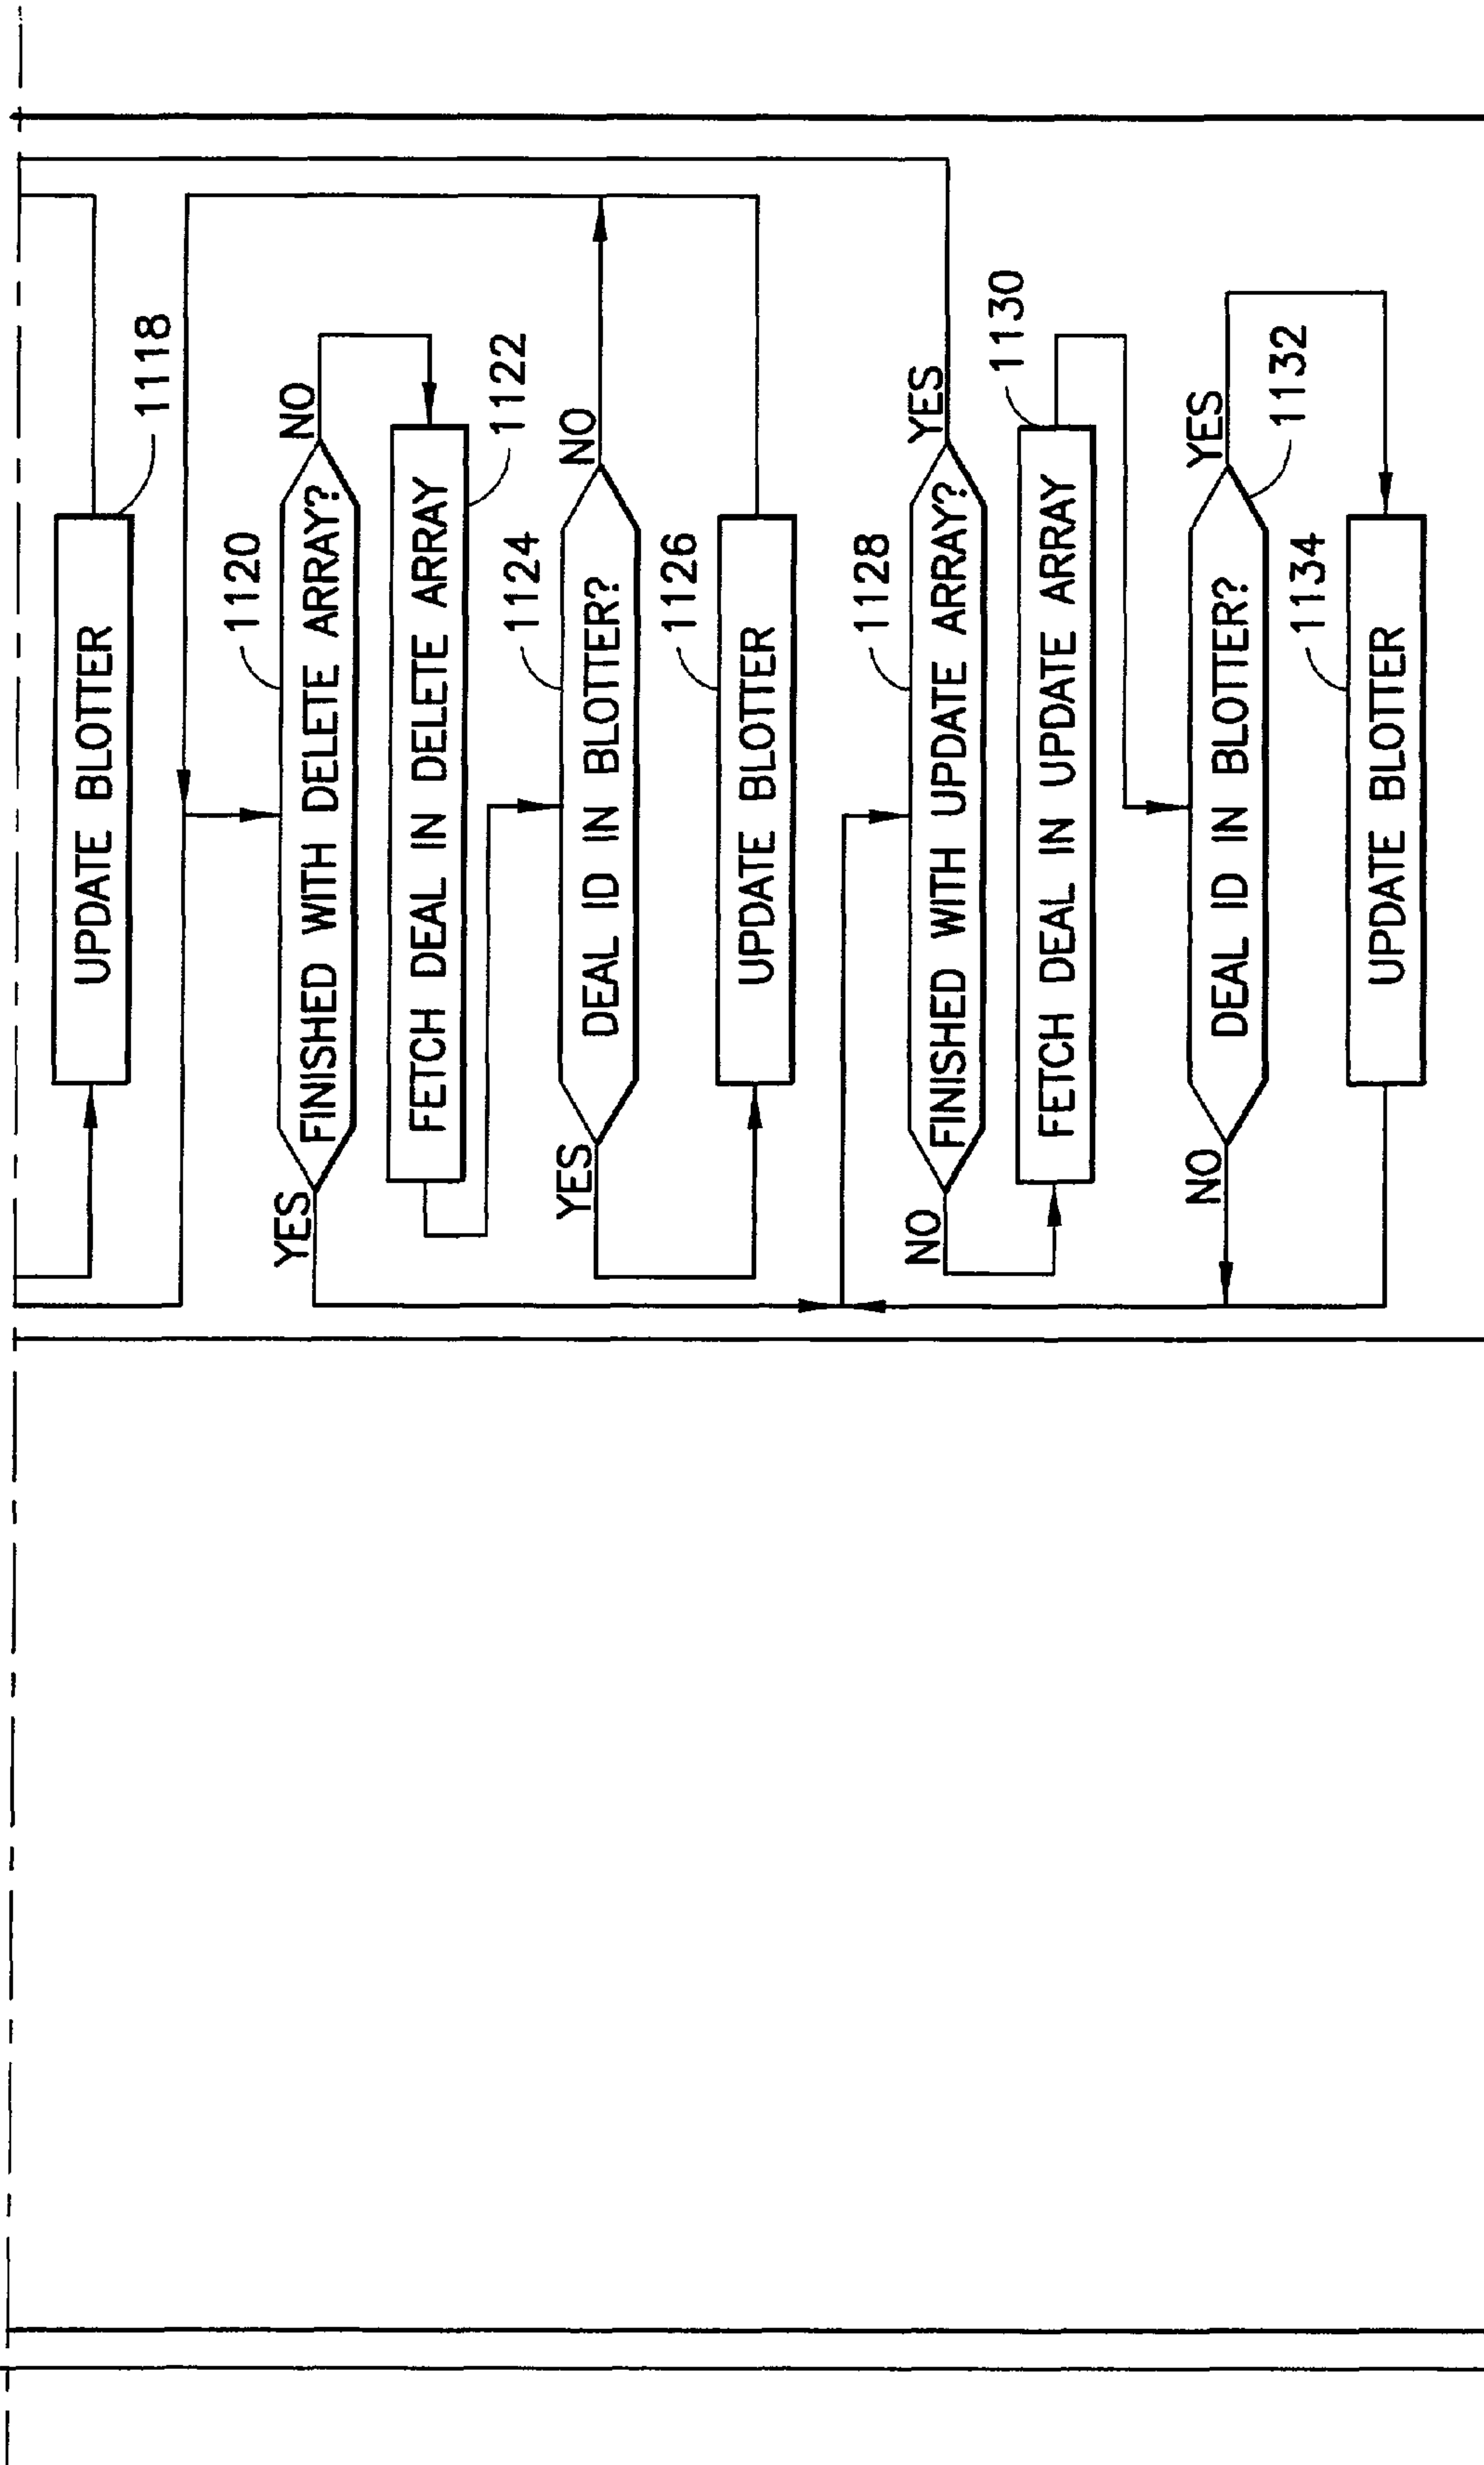 UPDATE BLOTTER
1118
1120
FINISHED WITH DELETE ARRAY?
YES
NO
FETCH DEAL IN DELETE ARRAY
1122
1124
DEAL ID IN BLOTTER?
YES
NO
1126
UPDATE BLOTTER
1128
FINISHED WITH UPDATE ARRAY?
NO
YES
1130
FETCH DEAL IN UPDATE ARRAY
DEAL ID IN BLOTTER?
NO
YES
1132
1134
UPDATE BLOTTER